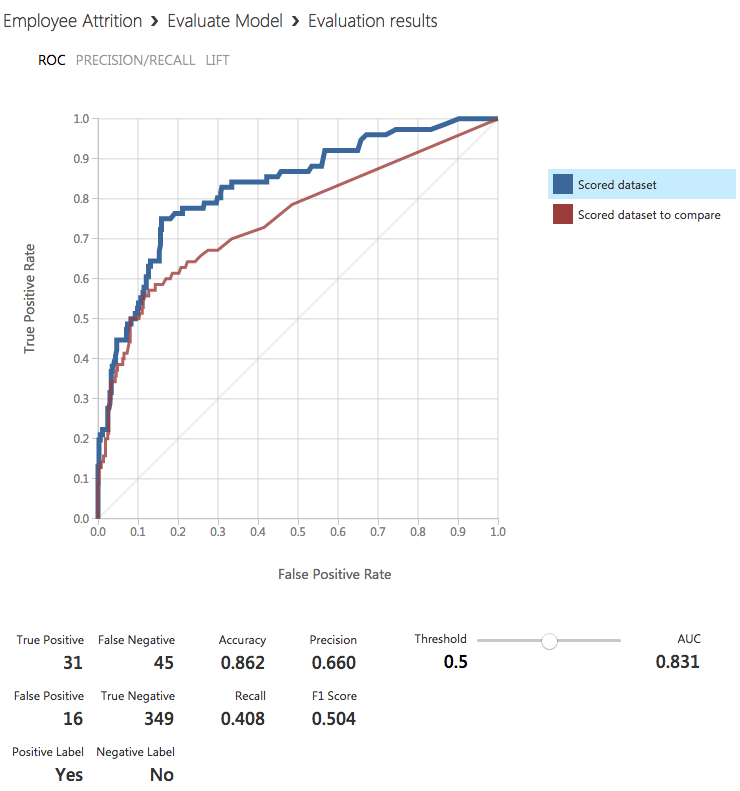 Employee Attrition › Evaluate Model › Evaluation results
ROC PRECISION/RECALL LIFT
1.0
0.9
0.8
0.7
0.6
0.5
0.4
0.3
0.2
0.1
0.0
True Positive Rate
0.0 0.1 0.2 0.3 0.4 0.5 0.6 0.7 0.8 0.9 1.0
False Positive Rate
Scored dataset
Scored dataset to compare
True Positive False Negative Accuracy Precision Threshold AUC
31 45 0.862 0.660 0.5 0.831
False Positive True Negative Recall F1 Score
16 349 0.408 0.504
Positive Label Negative Label
Yes No